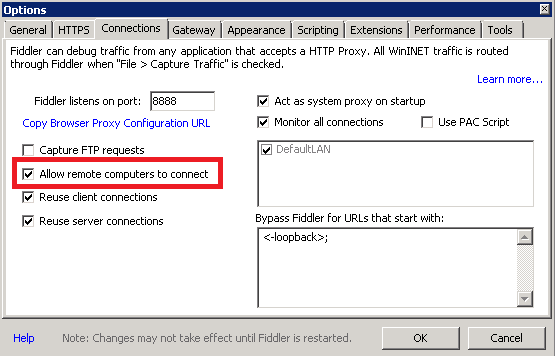 Options
General HTTPS Connections Gateway Appearance Scripting Extensions Performance Tools
Fiddler can debug traffic from any application that accepts a HTTP Proxy. All WinINET traffic is routed
through Fiddler when "File > Capture Traffic" is checked.
Learn more...
Fiddler listens on port: 8888
Copy Browser Proxy Configuration URL
Capture FTP requests
Allow remote computers to connect
Reuse client connections
Reuse server connections
Act as system proxy on startup
Monitor all connections Use PAC Script
DefaultLAN
Bypass Fiddler for URLs that start with:
<-loopback>;
Help Note: Changes may not take effect until Fiddler is restarted. OK Cancel